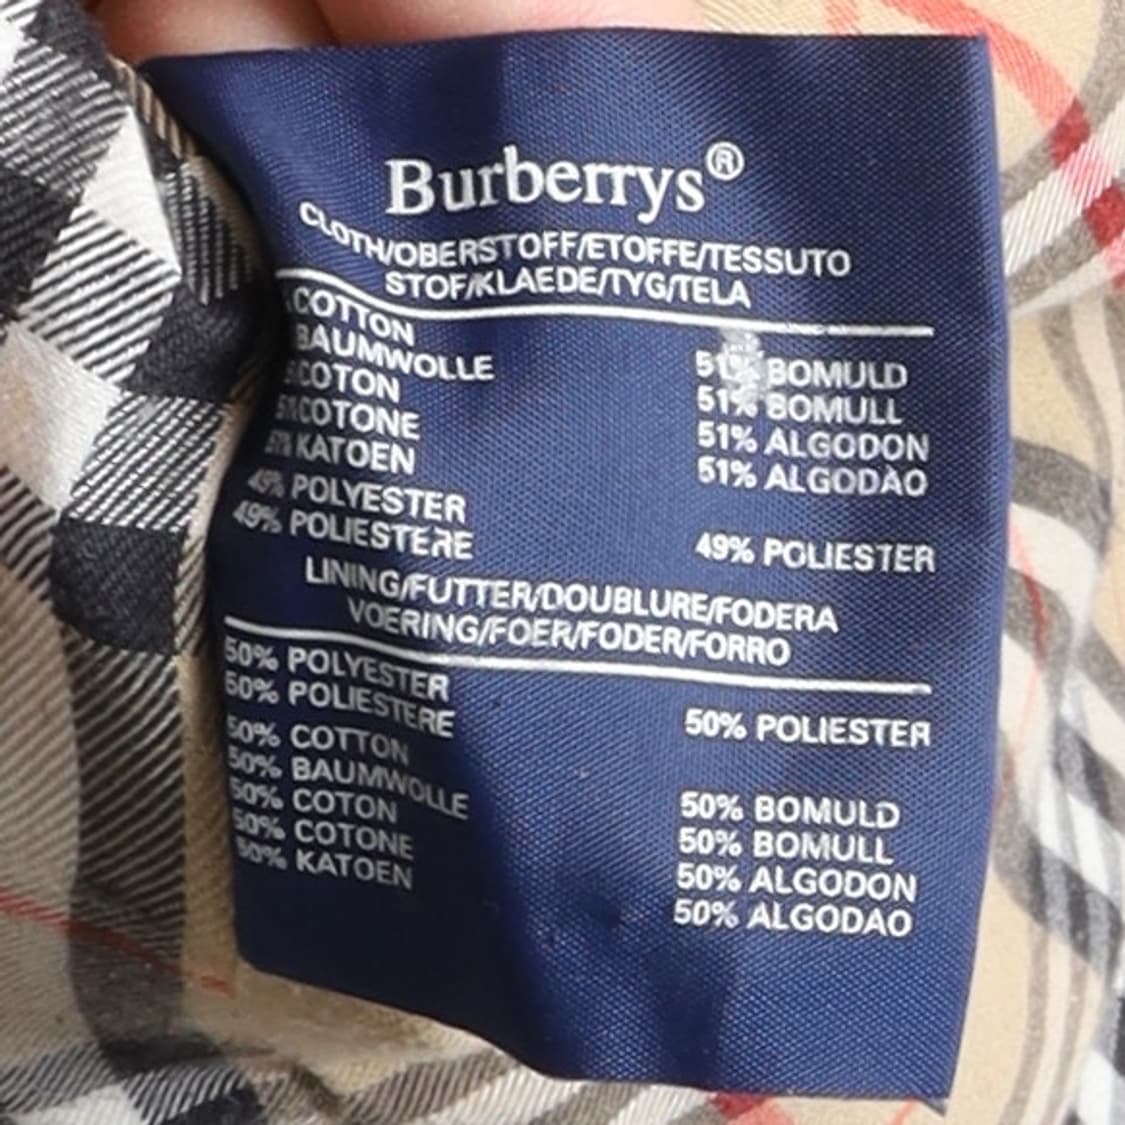 Burberrys®
CLOTH/OBERSTOFF/ETOFFE/TESSUTO
STOF/KLAEDE/TYG/TELA
COTTON
BAUMWOLLE
COTON
COTONE
KATOEN
49% POLYESTER
49% POLIESTERE
51% BOMULD
51% BOMULL
51% ALGODON
51% ALGODÀO
49% POLIESTER
LINING/FUTTER/DOUBLURE/FODERA
VOERING/FOER/FODER/FORRO
50% POLYESTER
50% POLIESTERE
50% COTTON
50% BAUMWOLLE
50% COTON
50% COTONE
50% KATOEN
50% POLIESTER
50% BOMULD
50% BOMULL
50% ALGODON
50% ALGODAO